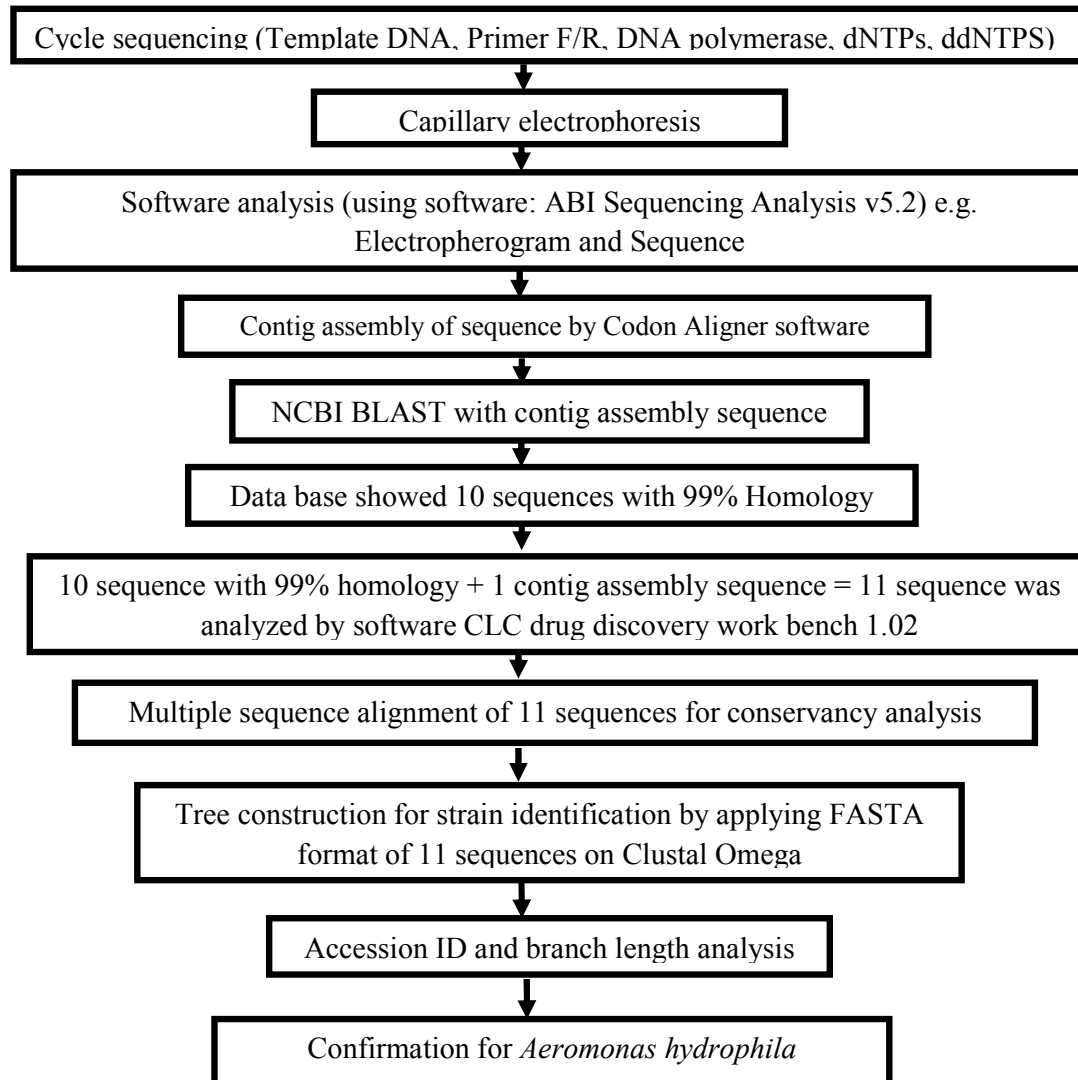 Cycle sequencing (Template DNA, Primer F/R, DNA polymerase, dNTPs, ddNTPS)
Capillary electrophoresis
Software analysis (using software: ABI Sequencing Analysis v5.2) e.g.
Electropherogram and Sequence
Contig assembly of sequence by Codon Aligner software
NCBI BLAST with contig assembly sequence
Data base showed 10 sequences with 99% Homology
10 sequence with 99% homology + 1 contig assembly sequence = 11 sequence was
analyzed by software CLC drug discovery work bench 1.02
Multiple sequence alignment of 11 sequences for conservancy analysis
Tree construction for strain identification by applying FASTA
format of 11 sequences on Clustal Omega
Accession ID and branch length analysis
Confirmation for Aeromonas hydrophila